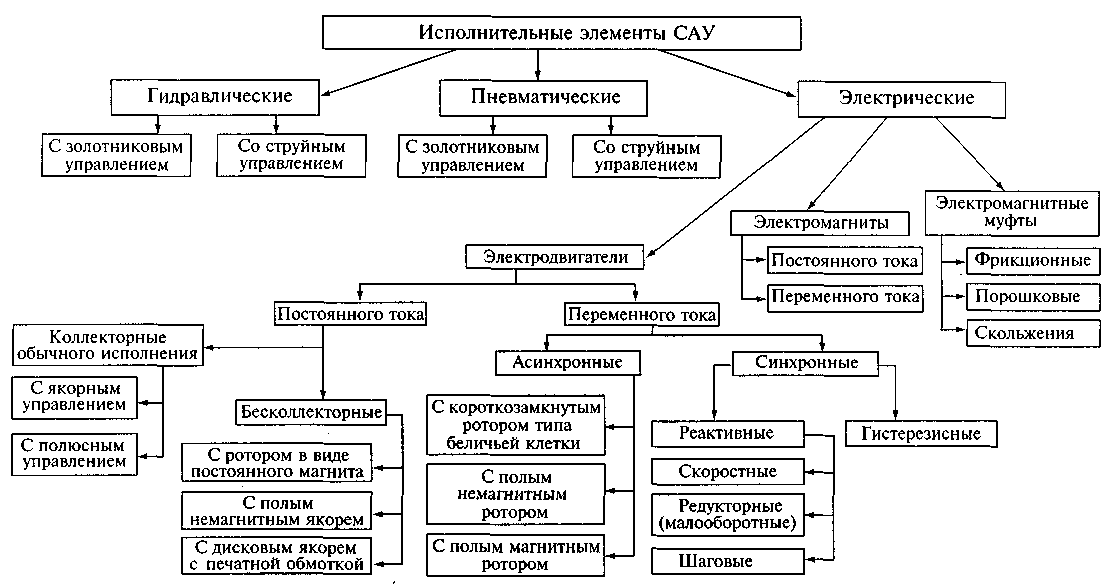 Исполнительные элементы САУ
Гидравлические
Пневматические
Электрические
С золотниковым
управлением
Со струйным
управлением
С золотниковым
управлением
Со струйным
управлением
Электромагниты
Постоянного тока
Переменного тока
Электромагнитные
муфты
Фрикционные
Порошковые
Скольжения
Электродвигатели
Постоянного тока
Переменного тока
Коллекторные
обычного исполнения
С якорным
управлением
С полюсным
управлением
Бесколлекторные
С ротором в виде
постоянного магнита
С полым
немагнитным якорем
С дисковым якорем
с печатной обмоткой
Асинхронные
С короткозамкнутым
ротором типа
беличьей клетки
С полым
немагнитным
ротором
С полым магнитным
ротором
Синхронные
Реактивные
Скоростные
Редукторные
(малооборотные)
Шаговые
Гистерезисные